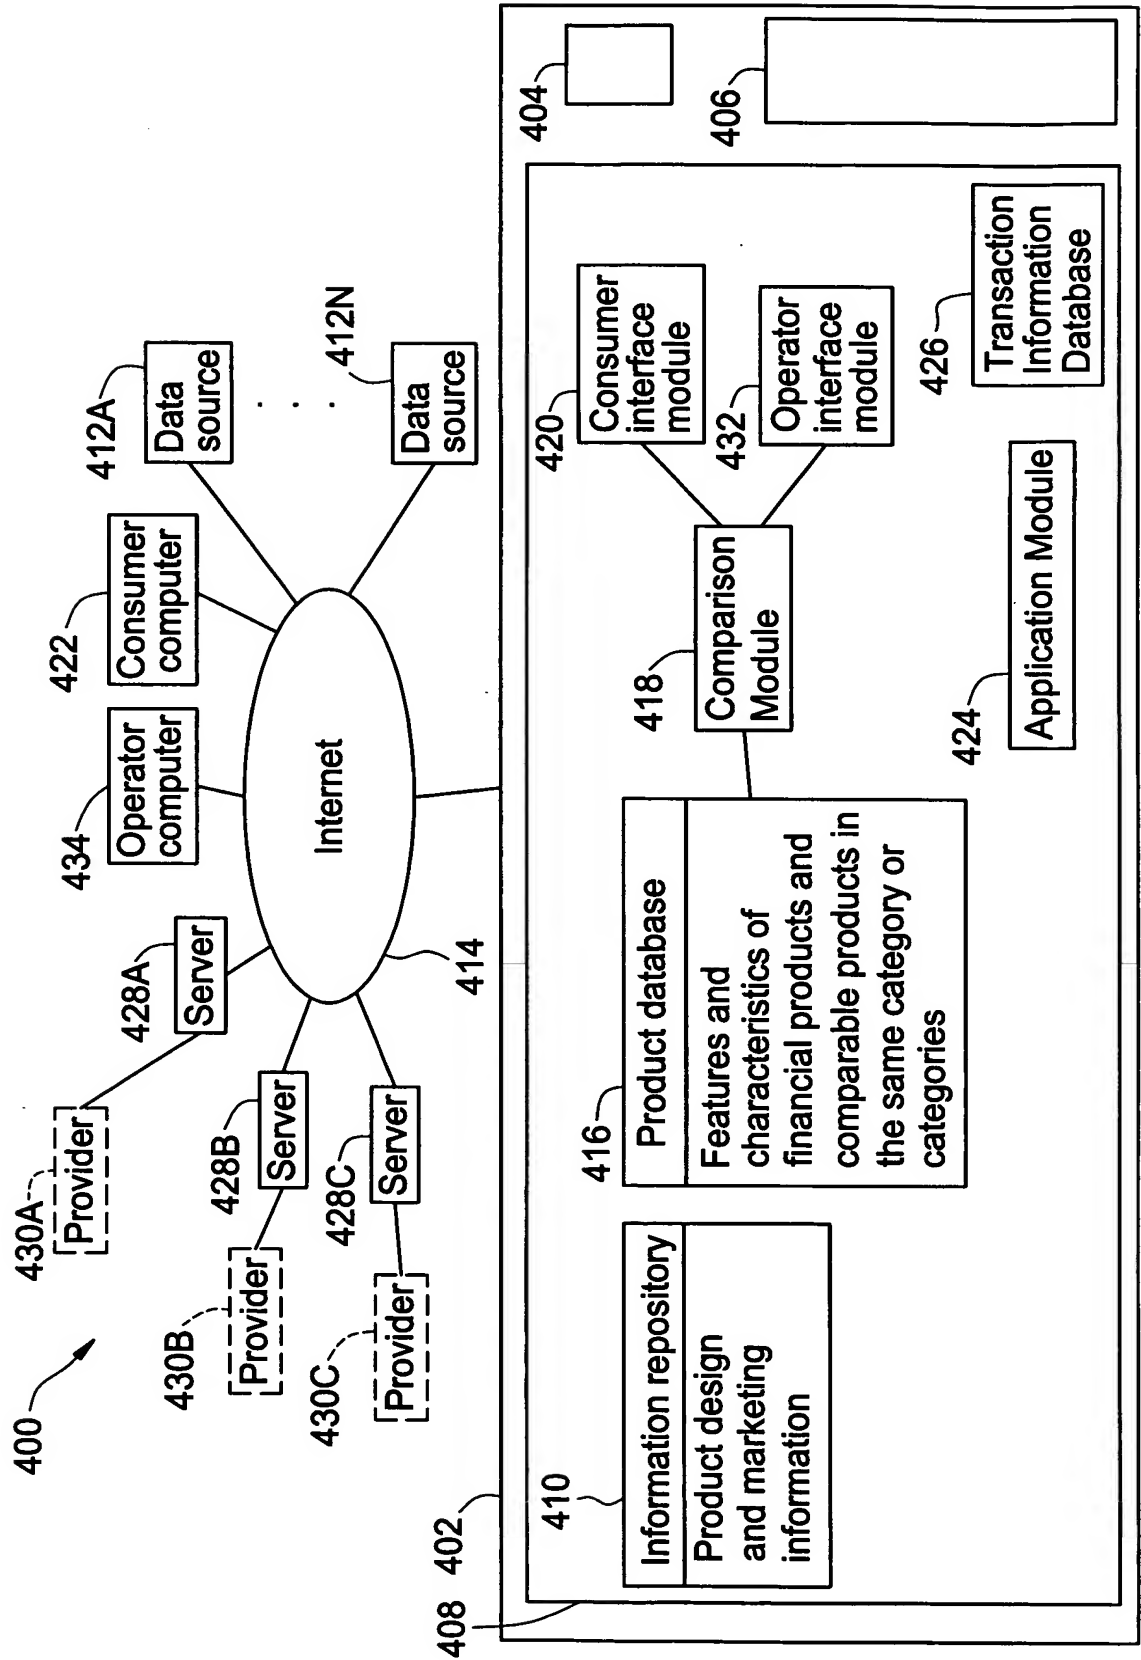 400
430A
Provider
428A
Server
430B
Provider
428B
Server
430C
Provider
428C
Server
434
Operator
computer
422
Consumer
computer
412A
Data
source
. . .
412N
Data
source
Internet
414
402
408
404
406
410
Information repository
Product design
and marketing
information
416
Product database
Features and
characteristics of
financial products and
comparable products in
the same category or
categories
418
Comparison
Module
420
Consumer
interface
module
432
Operator
interface
module
424
Application Module
426
Transaction
Information
Database